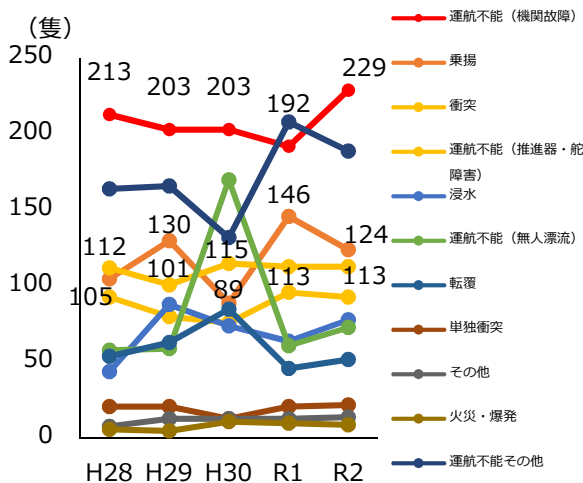 （隻）
250
200
150
100
50
0
213
203
203
192
229
112
130
115
146
124
105
101
89
113
113
H28
H29
H30
R1
R2
運航不能（機関故障）
乗揚
衝突
運航不能（推進器・舵
障害）
浸水
運航不能（無人漂流）
転覆
単独衝突
その他
火災・爆発
運航不能その他